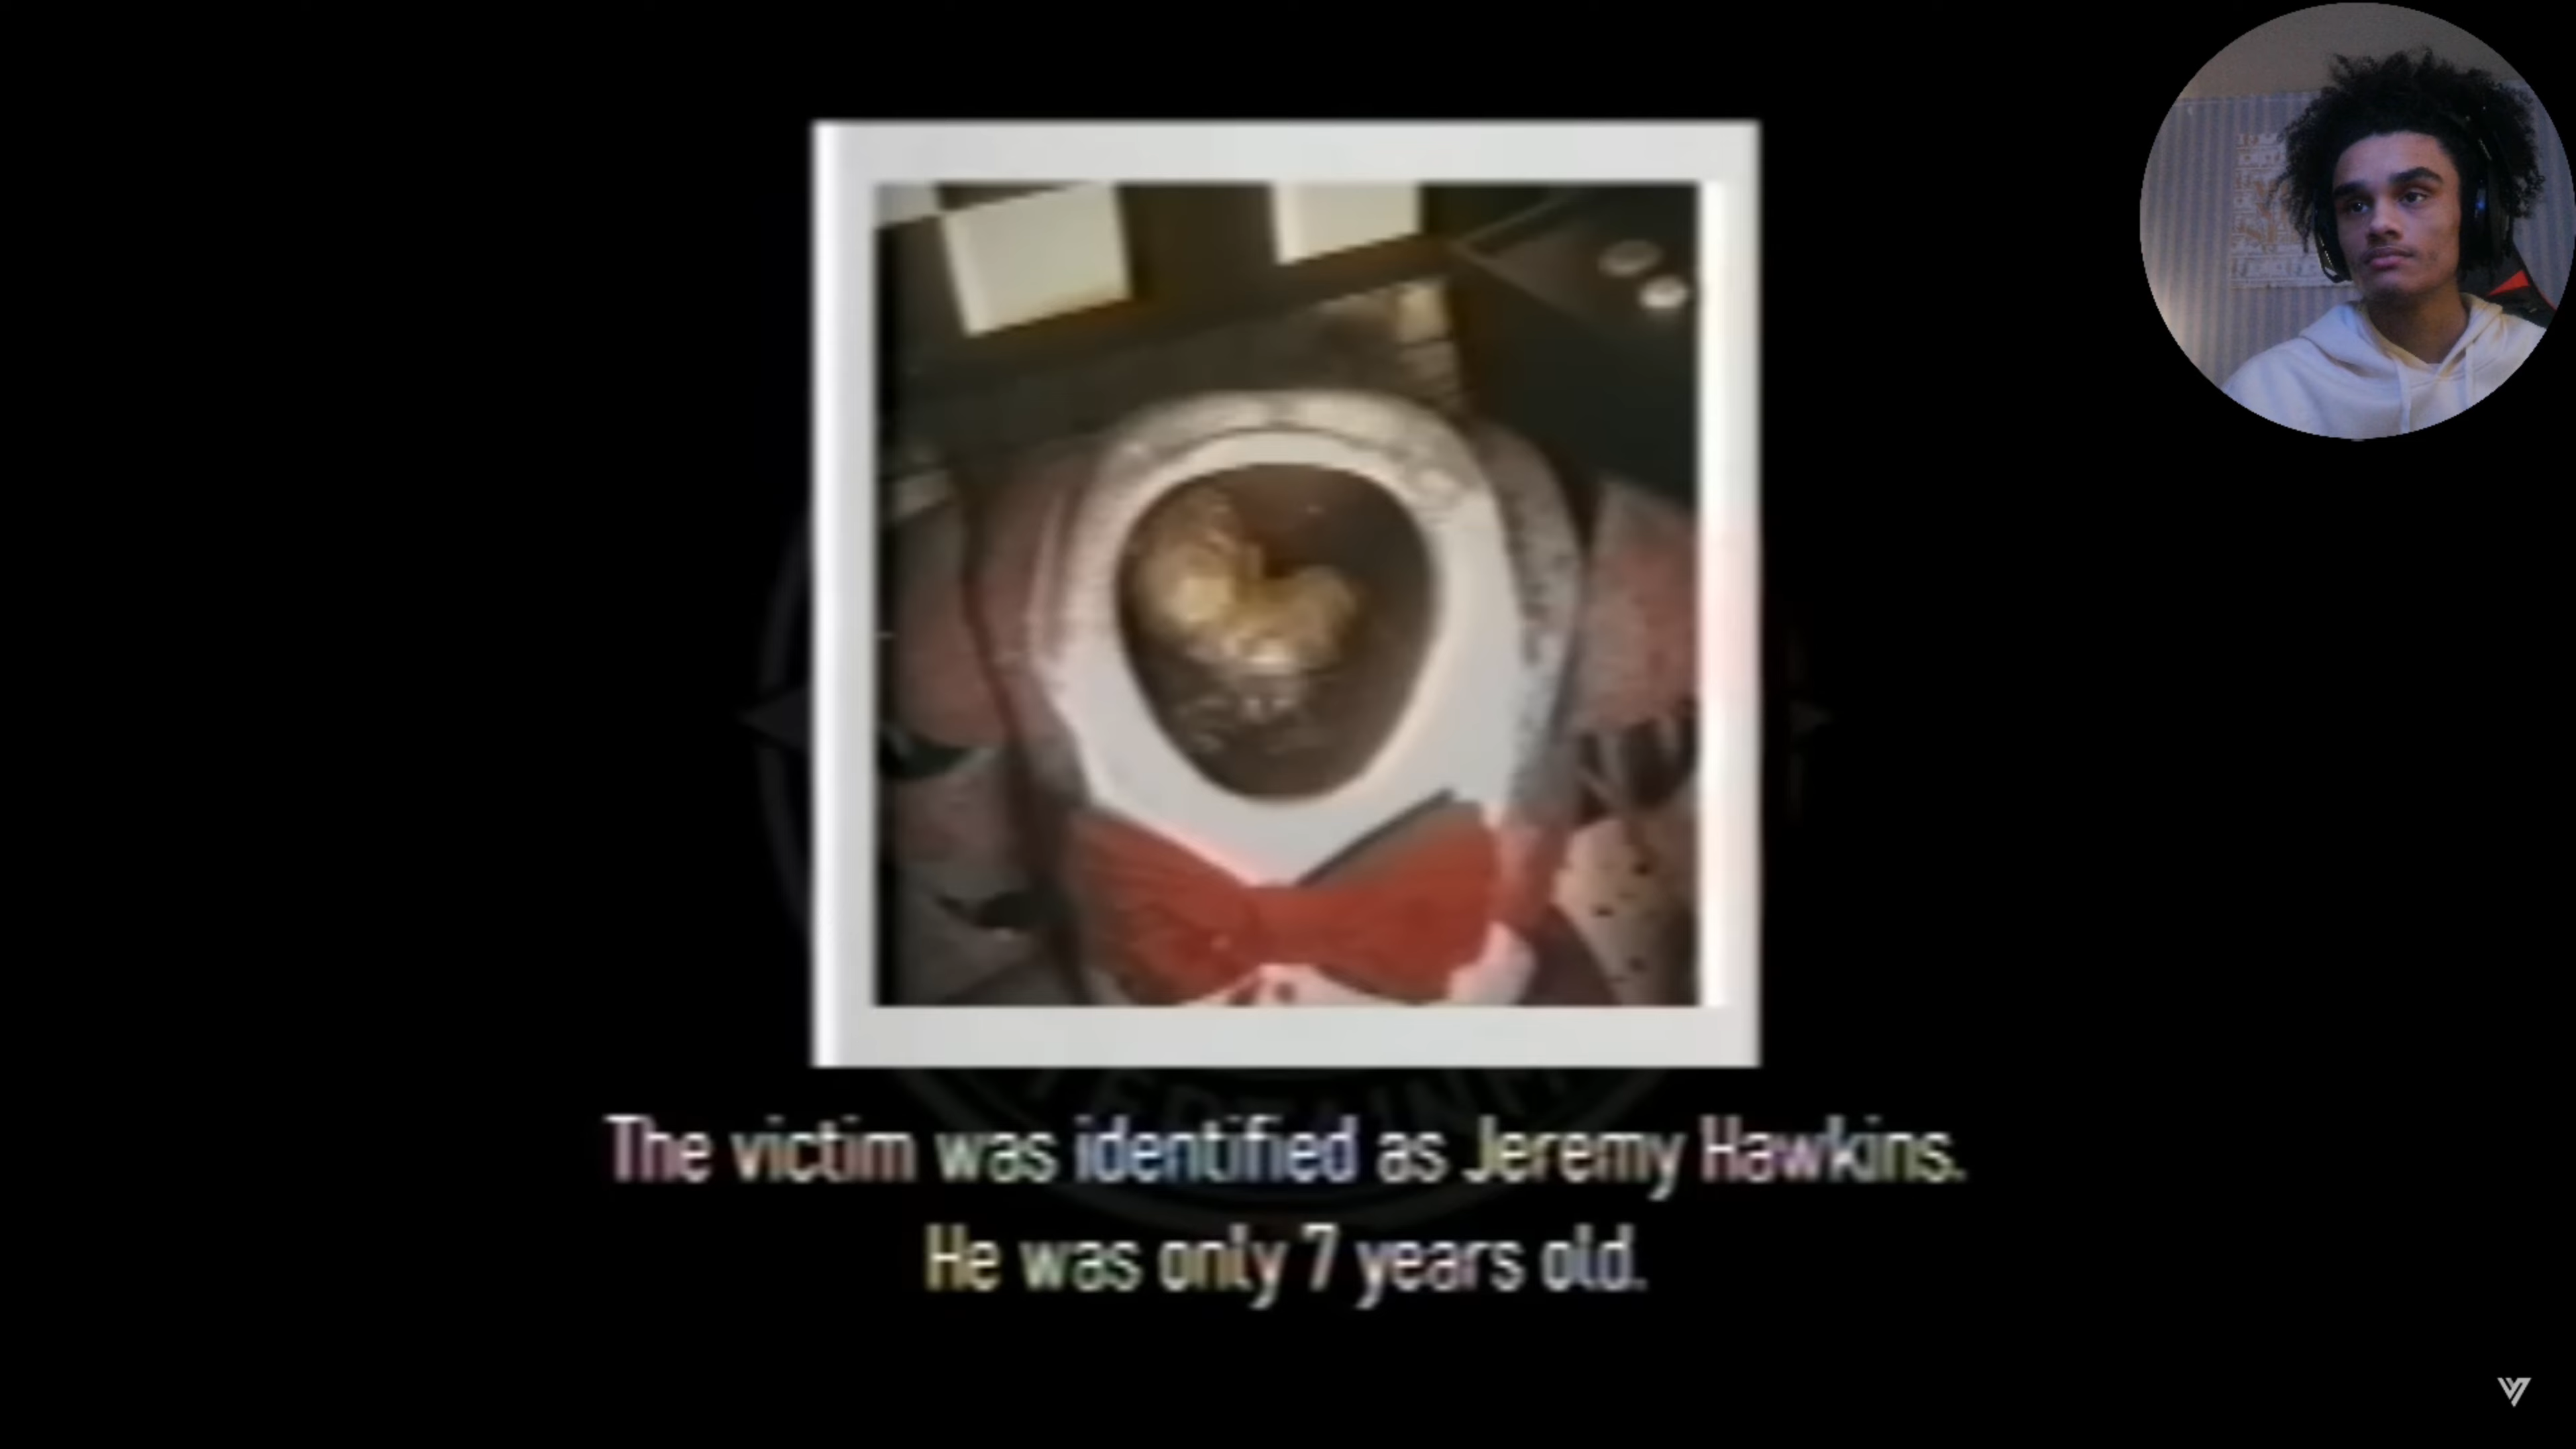 The victim was identified as Jeremy Hawkins.
He was only 7 years old.